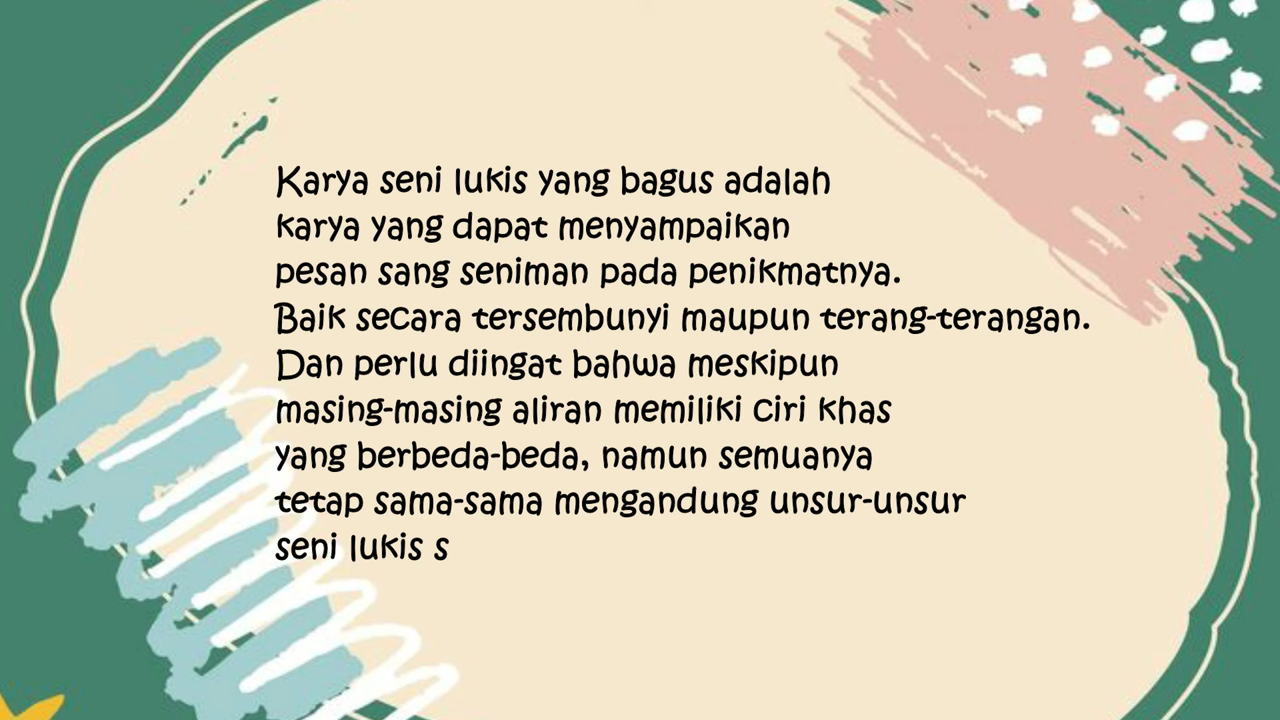 Karya seni lukis yang bagus adalah
karya yang dapat menyampaikan
pesan sang seniman pada penikmatnya.
Baik secara tersembunyi maupun terang-terangan.
Dan perlu diingat bahwa meskipun
masing-masing aliran memiliki ciri khas
yang berbeda-beda, namun semuanya
tetap sama-sama mengandung unsur-unsur
seni lukis s